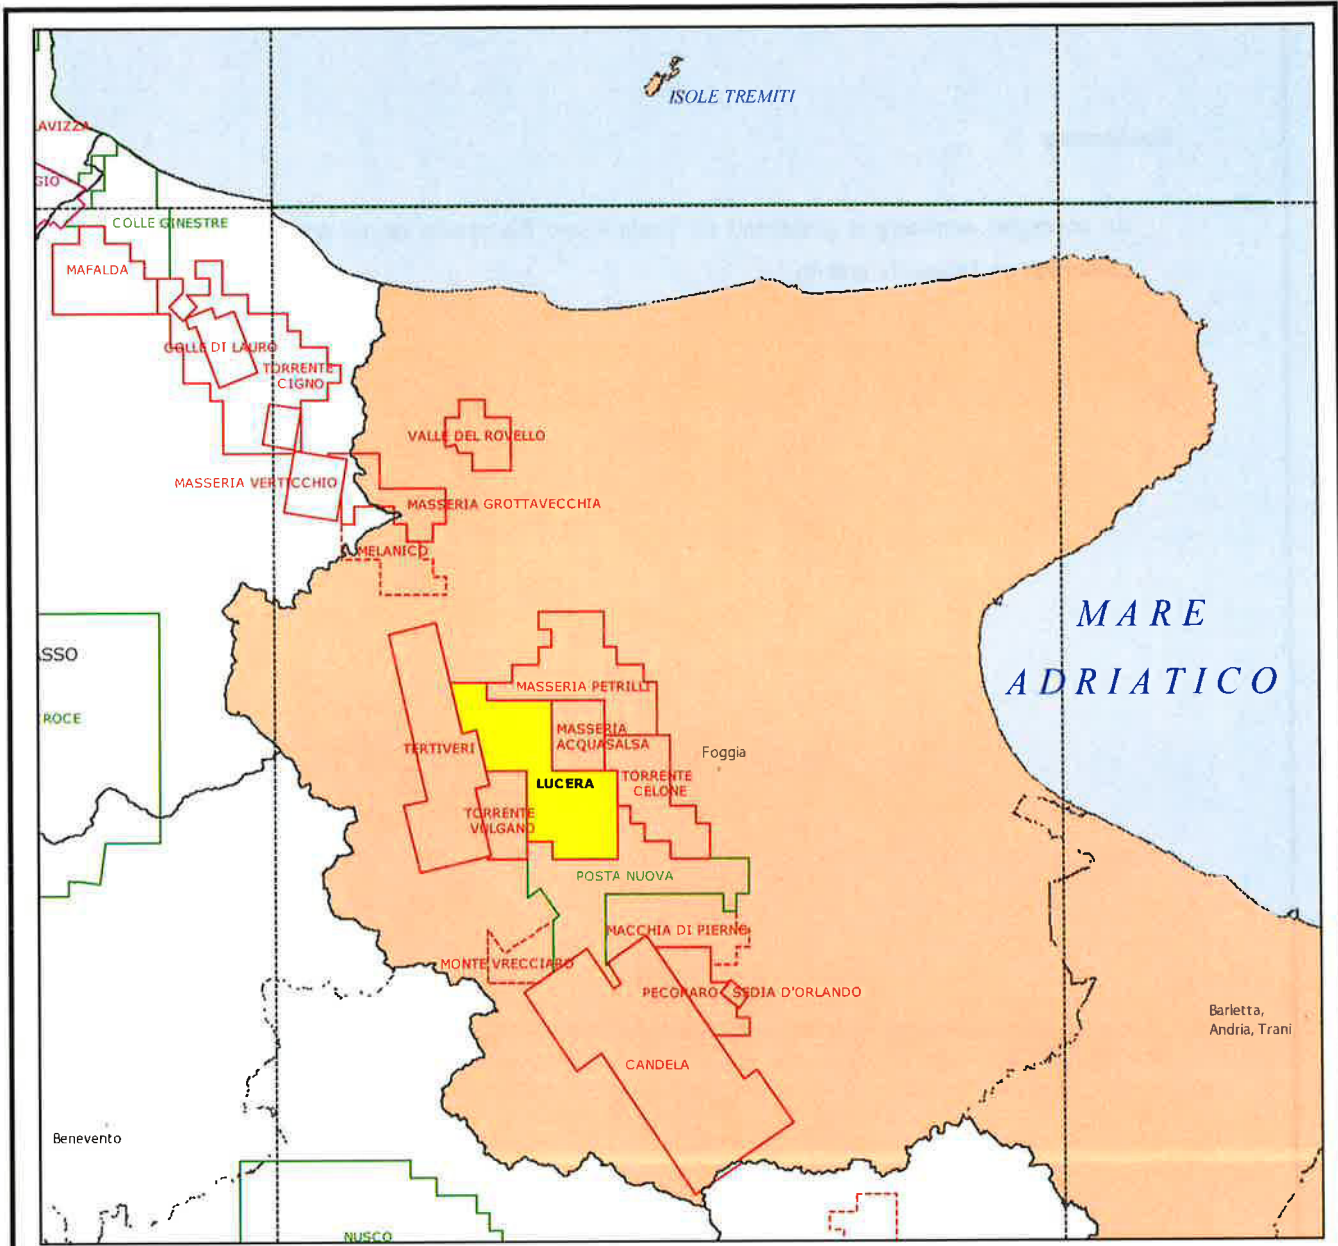 ISOLE TREMITI
AVIZZA
GIO
COLLE GINESTRE
MAFALDA
COLLE DI LAURO
TORRENTE
CIGNO
VALLE DEL ROVELLO
MASSERIA VERTICCHIO
MASSERIA GROTTAVECCHIA
MELANICO
MARE
ADRIATICO
SSO
ROCE
MASSERIA PETRILLI
MASSERIA
ACQUASALSA
TERTIVERI
Foggia
LUCERA
TORRENTE
CELONE
TORRENTE
VULGANO
POSTA NUOVA
MACCHIA DI PIERNO
MONTE VRECCIARO
PECORARO
SEDIA D'ORLANDO
Barletta,
Andria, Trani
CANDELA
Benevento
NUSCO